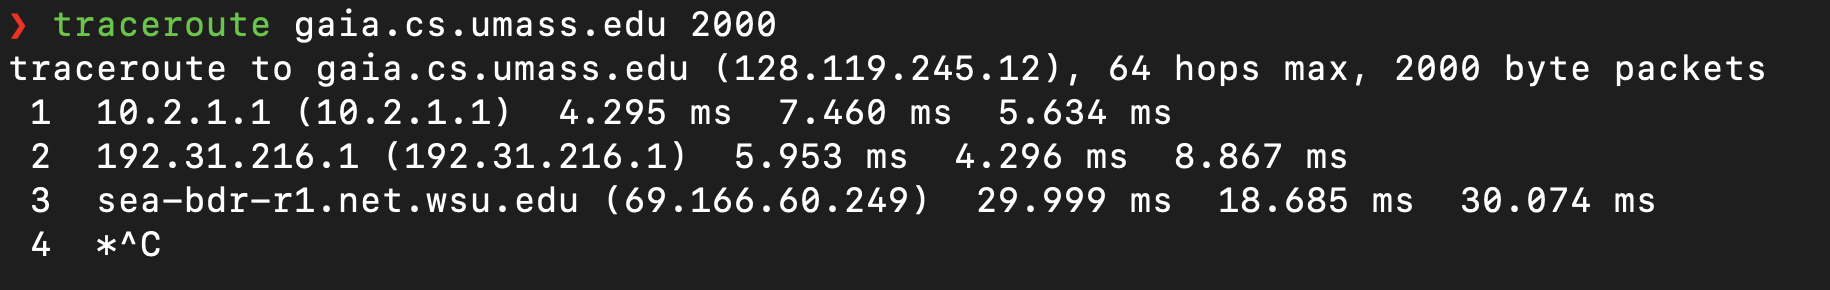 ❯ traceroute gaia.cs.umass.edu 2000
traceroute to gaia.cs.umass.edu (128.119.245.12), 64 hops max, 2000 byte packets
1  10.2.1.1 (10.2.1.1)  4.295 ms  7.460 ms  5.634 ms
2  192.31.216.1 (192.31.216.1)  5.953 ms  4.296 ms  8.867 ms
3  sea-bdr-r1.net.wsu.edu (69.166.60.249)  29.999 ms  18.685 ms  30.074 ms
4  *^C